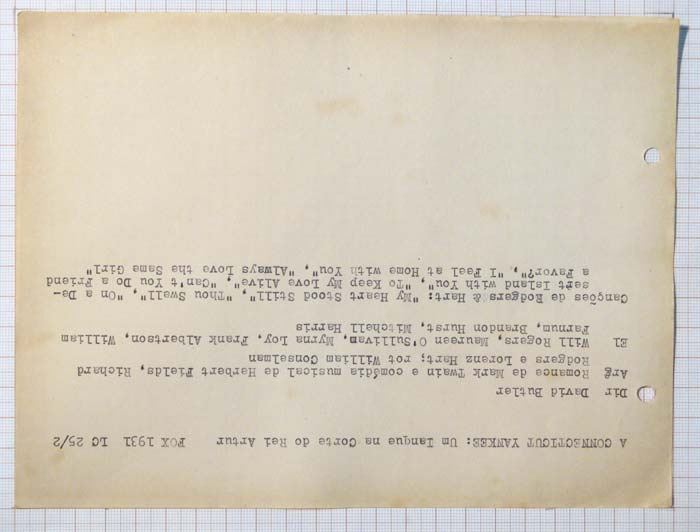 A CONNECTICUT YANKEE: Um Ianque na Corte do Rei Artur FOX 1931 LC 25/2
Dir David Butler
Arg Romance de Mark Twain e comédia musical de Herbert Fields, Richard
Rodgers e Lorenz Hart; rot William Conselman
El Will Rogers, Maureen O'Sullivan, Myrna, Loy, Frank Albertson, William
Farnum, Brandon Hurst, Mitchell Harris
Cançães de Rodgers & Hart: "My Heart Stood Still", "Thou Swell", "On a De-
sert Island with You", "To Keep My Love Alive", "Can't You Do a Friend
a Favor?", "I Feel at Home with You", "Always Love the Same Girl"